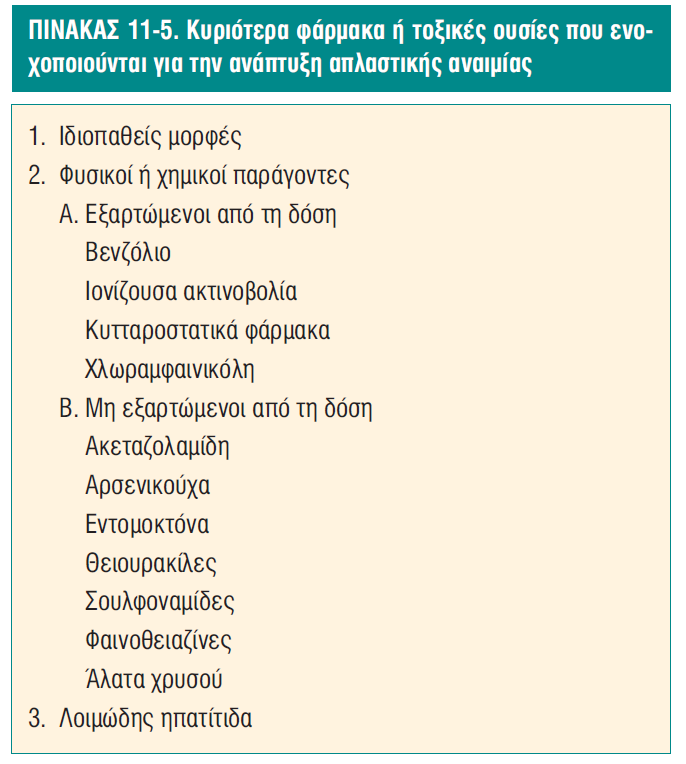 ΠΙΝΑΚΑΣ 11-5. Κυριότερα φάρμακα ή τοξικές ουσίες που ενο-
χοποιούνται για την ανάπτυξη απλαστικής αναιμίας
1. Ιδιοπαθείς μορφές
2. Φυσικοί ή χημικοί παράγοντες
Α. Εξαρτώμενοι από τη δόση
Βενζόλιο
Ιονίζουσα ακτινοβολία
Κυτταροστατικά φάρμακα
Χλωραμφαινικόλη
Β. Μη εξαρτώμενοι από τη δόση
Ακεταζολαμίδη
Αρσενικούχα
Εντομοκτόνα
Θειουρακίλες
Σουλφοναμίδες
Φαινοθειαζίνες
Άλατα χρυσού
3. Λοιμώδης ηπατίτιδα